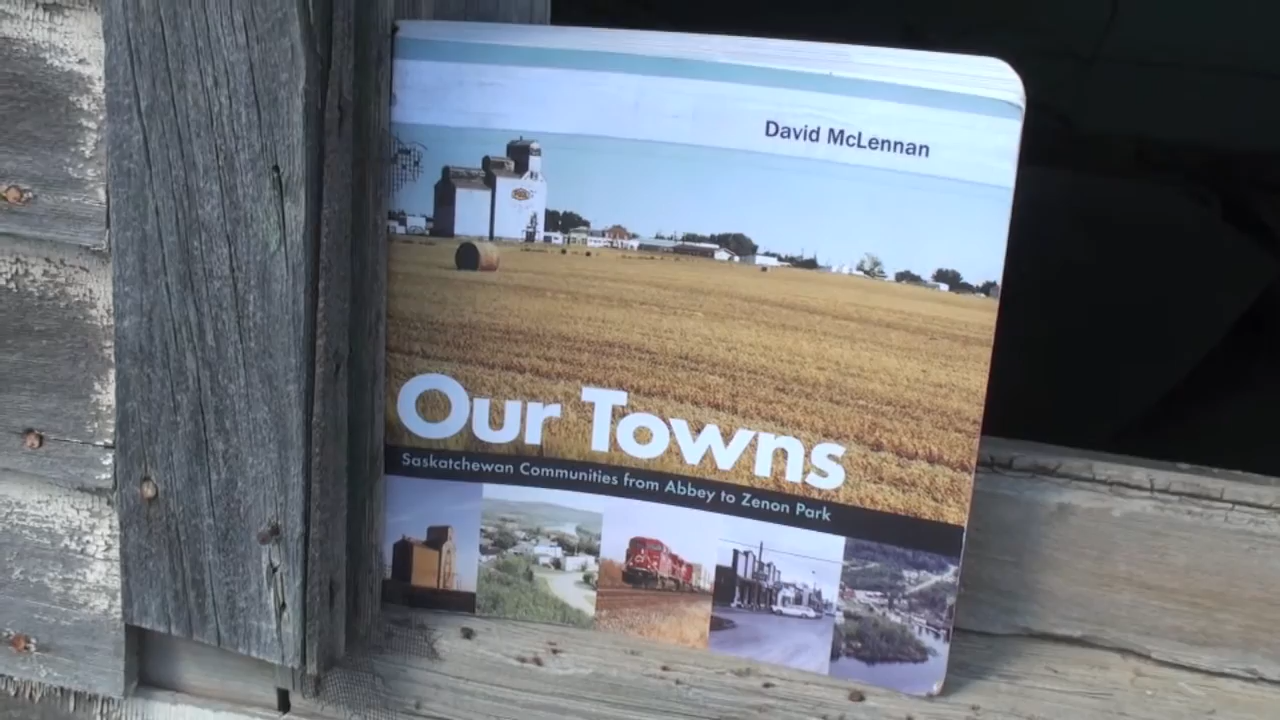 David McLennan
Our Towns
Saskatchewan Communities from Abbey to Zenon Park